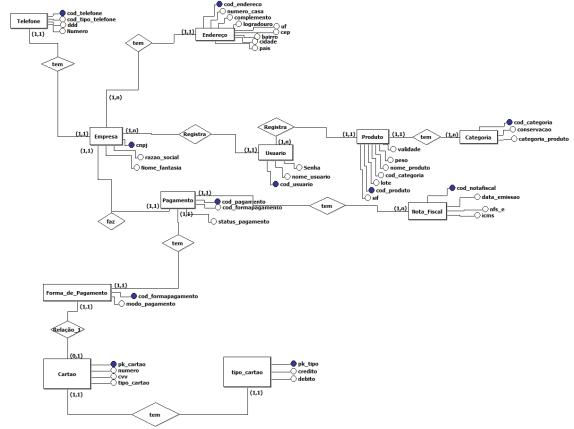 Telefone
cod_telefone
cod_tipo_telefone
ddd
Numero
(1,1)
tem
(1,1)
cod_endereco
numero_casa
complemento
logradouro
uf
cep
bairro
cidade
pais
Endereço
(1,1)
tem
(1,n)
Empresa
(1,n)
(1,1)
cnpj
razao_social
Nome_fantasia
Registra
(1,1)
Usuario
(1,n)
Senha
nome_usuario
cod_usuario
Registra
(1,1)
Produto
(1,1)
validade
peso
nome_produto
cod_categoria
lote
cod_produto
tem
(1,n)
Categoria
cod_categoria
conservacao
categoria_produto
faz
(1,1)
Pagamento
(1,1)
(1,1)
cod_pagamento
cod_formapagamento
status_pagamento
tem
(1,n)
Nota_Fiscal
cod_notafiscal
data_emissao
nfs_e
icms
tem
(1,1)
Forma_de_Pagamento
cod_formapagamento
modo_pagamento
(1,1)
Relação_1
(0,1)
Cartao
pk_cartao
numero
cvv
tipo_cartao
(1,1)
tem
(1,1)
tipo_cartao
pk_tipo
credito
debito